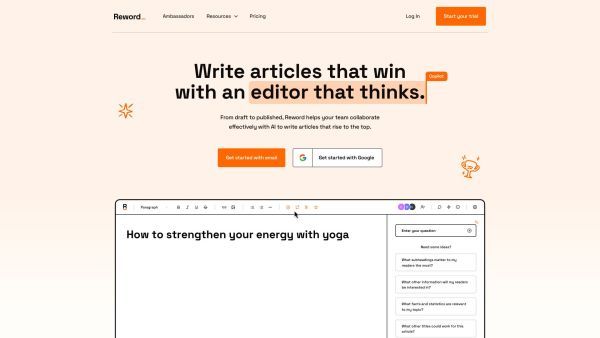 Reword_
Ambassadors
Resources
Pricing
Log In
Start your trial
Write articles that win
with an editor that thinks.
Copilot
From draft to published, Reword helps your team collaborate
effectively with AI to write articles that rise to the top.
Get started with email
Get started with Google
Paragraph
B I U S
How to strengthen your energy with yoga
Enter your question
Need some ideas?
What subheadings matter to my
readers the most?
What other information will my readers
be interested in?
What facts and statistics are relevant
to my topic?
What other titles could work for this
article?